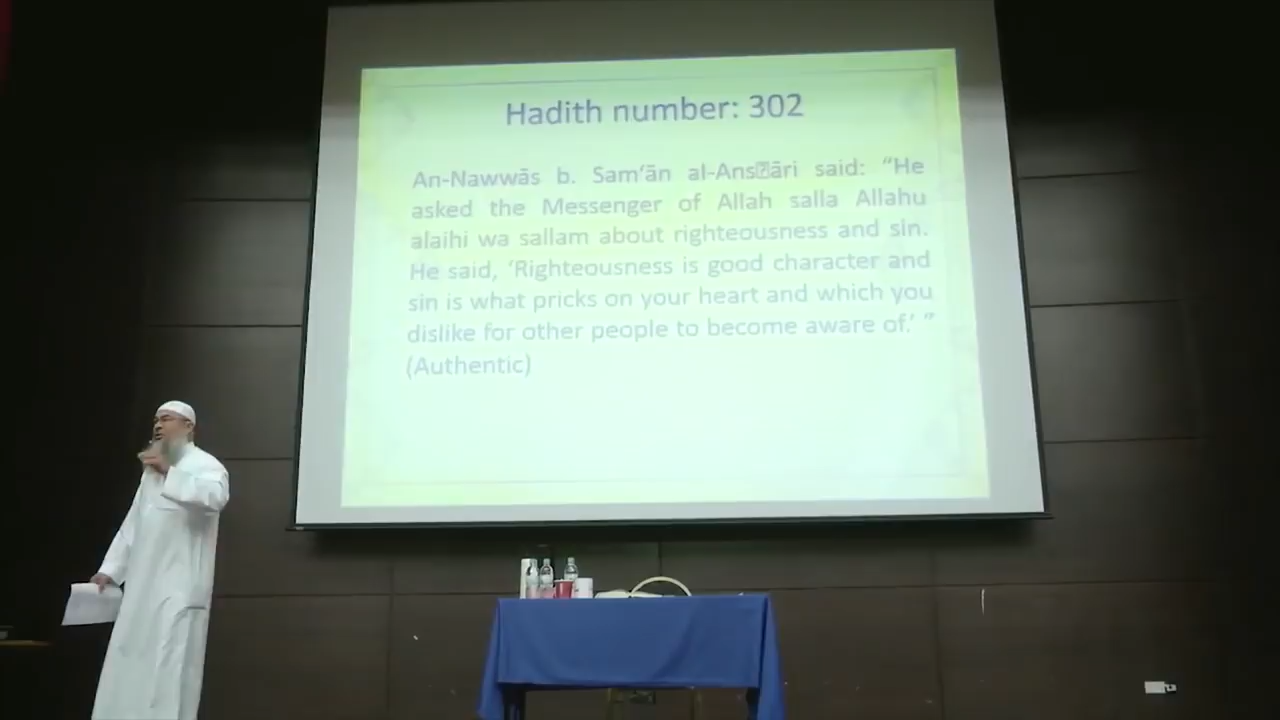 Hadith number: 302
An-Nawwās b. Sam‘ān al-Ans�āri said: “He
asked the Messenger of Allah salla Allahu
alaihi wa sallam about righteousness and sin.
He said, ‘Righteousness is good character and
sin is what pricks on your heart and which you
dislike for other people to become aware of.’ ”
(Authentic)